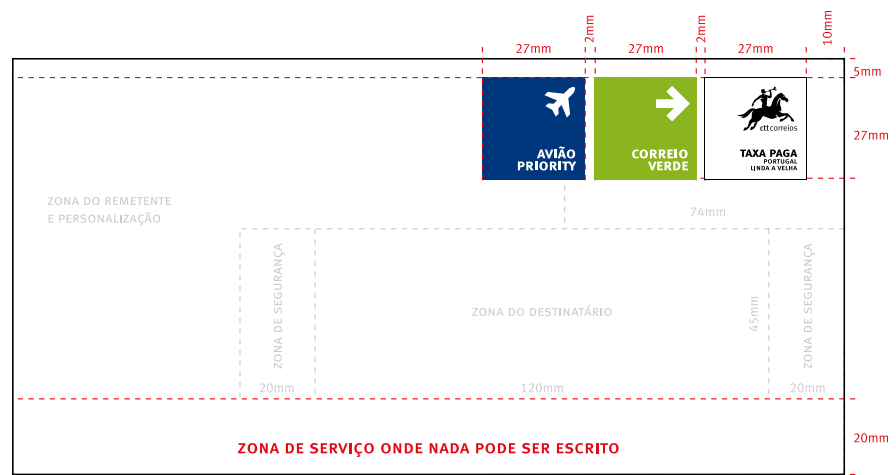 27mm
2mm
27mm
2mm
27mm
10mm
5mm
27mm
AVIÃO
PRIORITY
CORREIO
VERDE
ctt correios
TAXA PAGA
PORTUGAL
LINDA A VELHA
ZONA DO REMETENTE
E PERSONALIZAÇÃO
74mm
ZONA DE SEGURANÇA
ZONA DO DESTINATÁRIO
45mm
ZONA DE SEGURANÇA
20mm
120mm
20mm
ZONA DE SERVIÇO ONDE NADA PODE SER ESCRITO
20mm